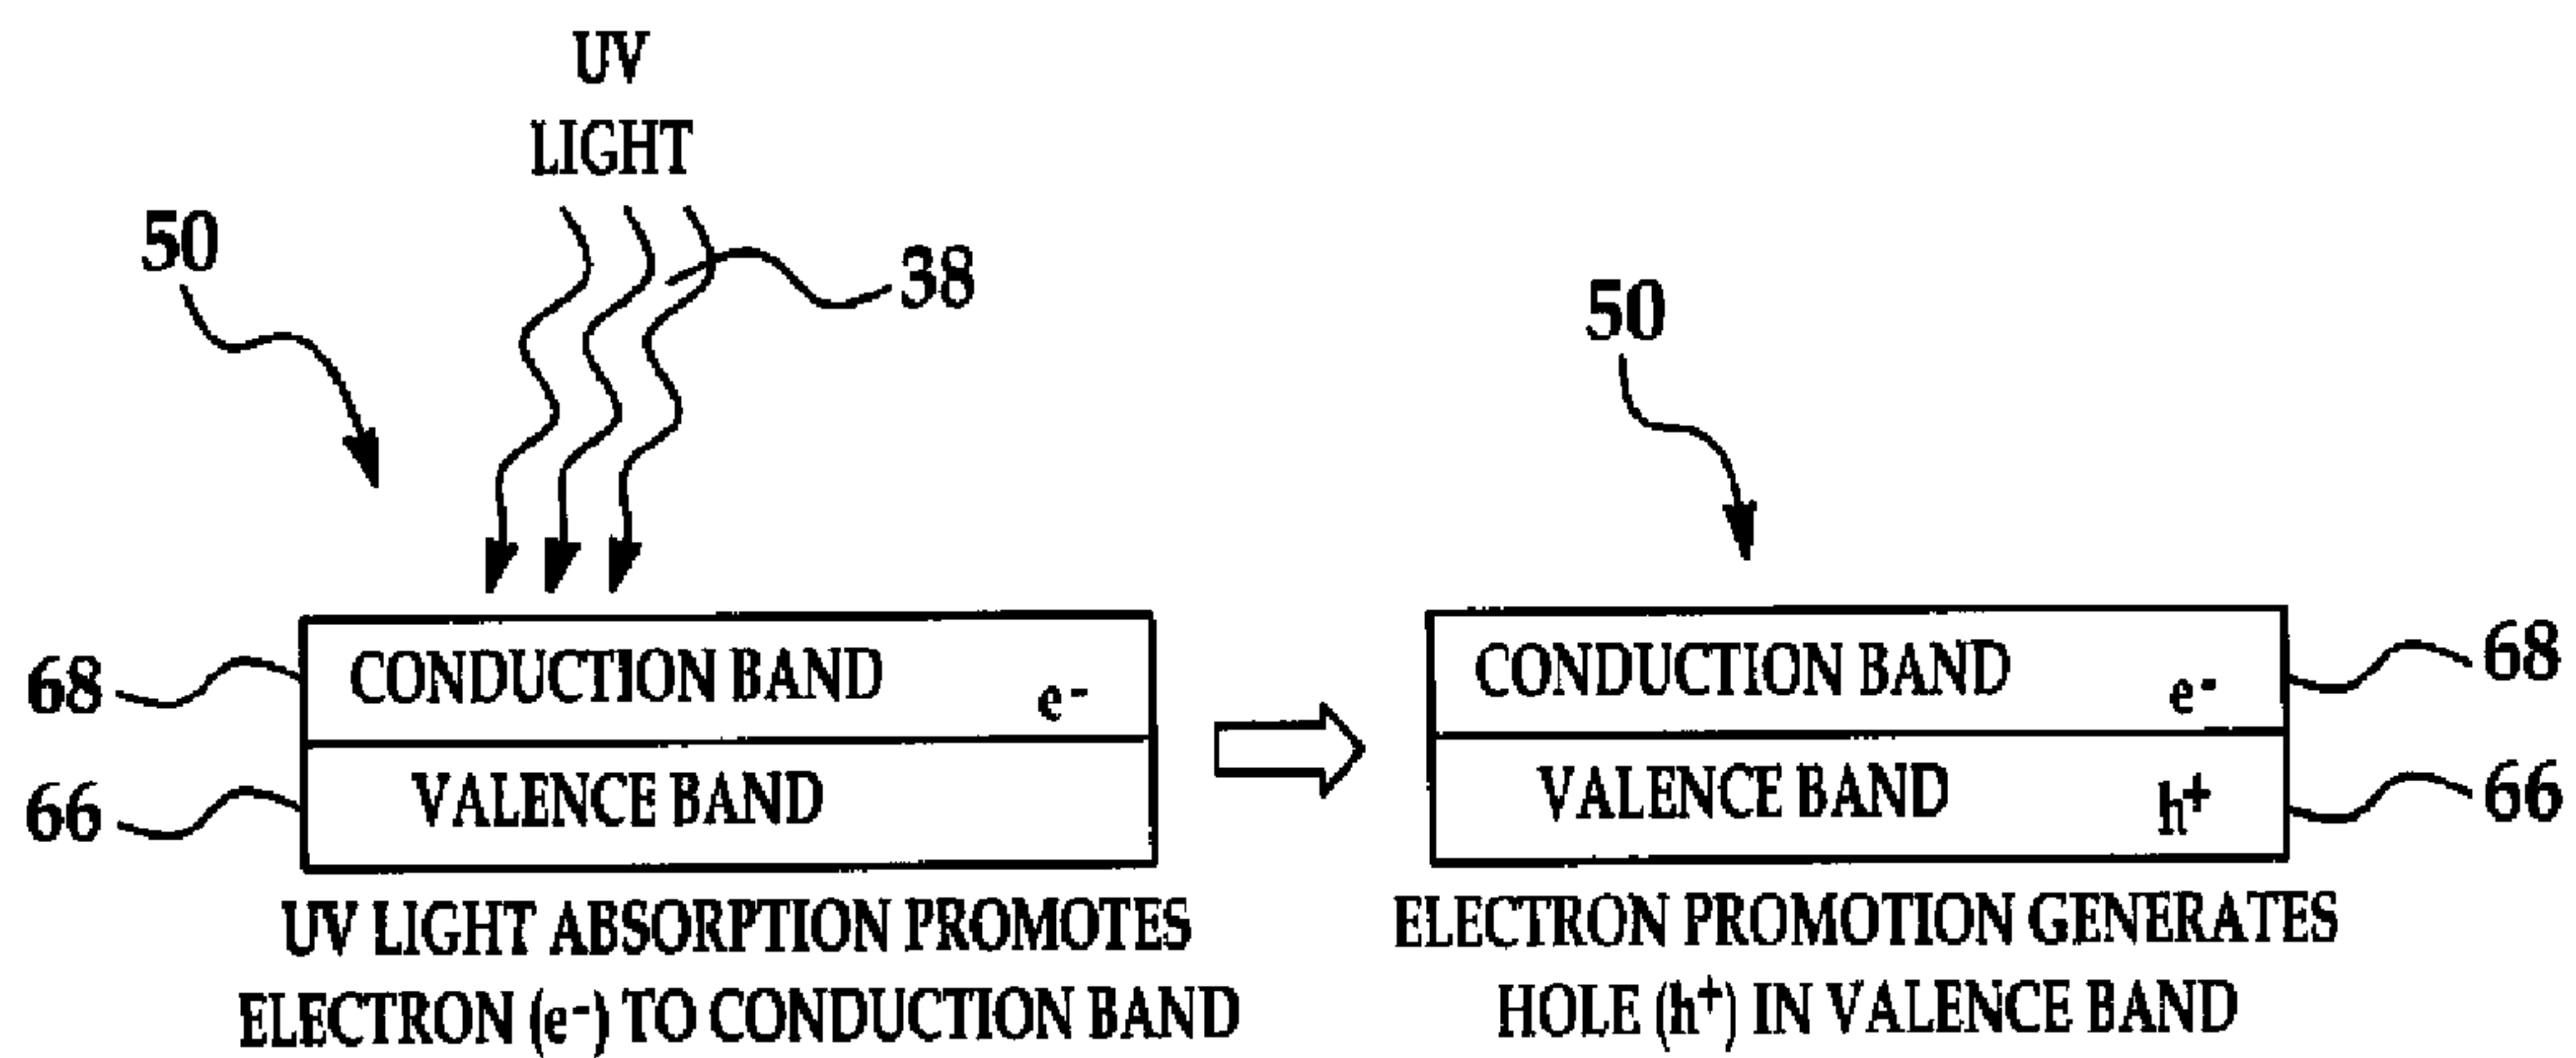 UV
LIGHT
50
38
50
68
CONDUCTION BAND
e-
66
VALENCE BAND
UV LIGHT ABSORPTION PROMOTES
ELECTRON (e-) TO CONDUCTION BAND
CONDUCTION BAND
e-
68
VALENCE BAND
h+
66
ELECTRON PROMOTION GENERATES
HOLE (h+) IN VALENCE BAND